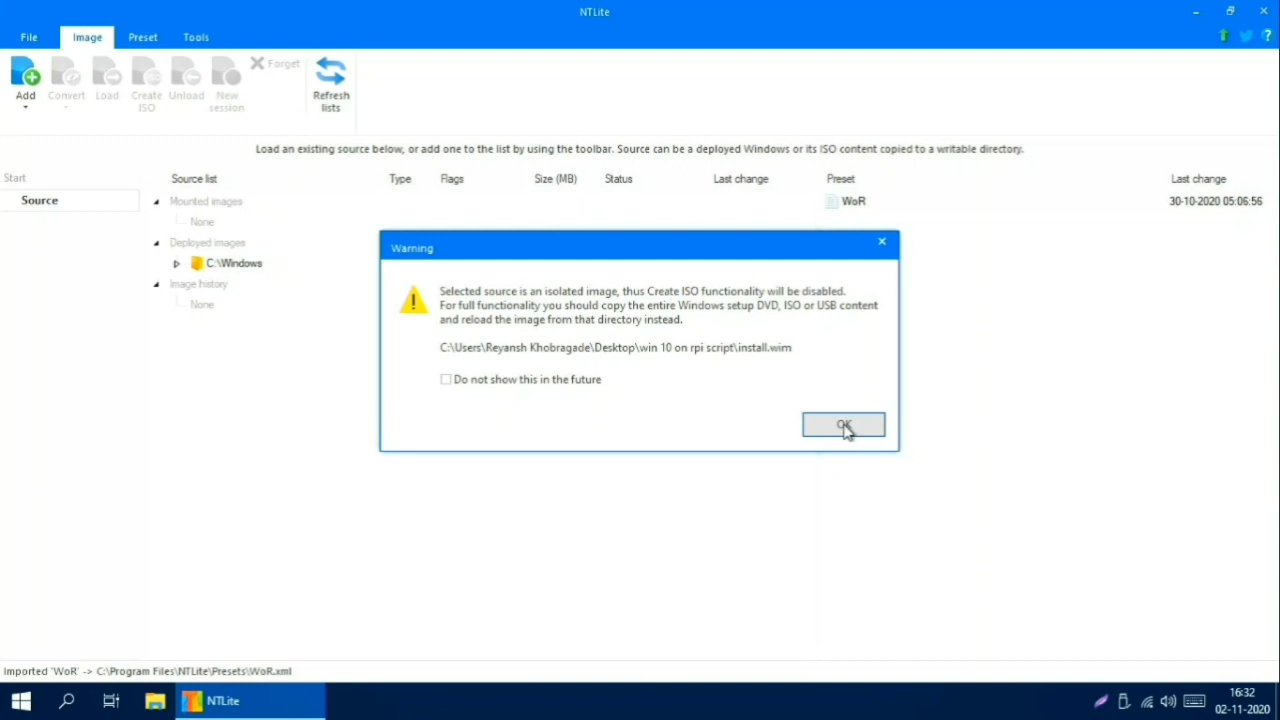 NTLite
File Image Preset Tools
Add Convert Load Create ISO Unload New session Forget Refresh lists
Load an existing source below, or add one to the list by using the toolbar. Source can be a deployed Windows or its ISO content copied to a writable directory.
Start Source list Type Flags Size (MB) Status Last change Preset Last change
Source Mounted images WoR 30-10-2020 05:06:56
None
Deployed images
C:\Windows
Image history
None
Warning
Selected source is an isolated image, thus Create ISO functionality will be disabled.
For full functionality you should copy the entire Windows setup DVD, ISO or USB content
and reload the image from that directory instead.
C:\Users\Reyansh Khobragade\Desktop\win 10 on rpi script\install.wim
Do not show this in the future
OK
Imported 'WoR' -> C:\Program Files\NTLite\Presets\WoR.xml
NTLite
16:32
02-11-2020